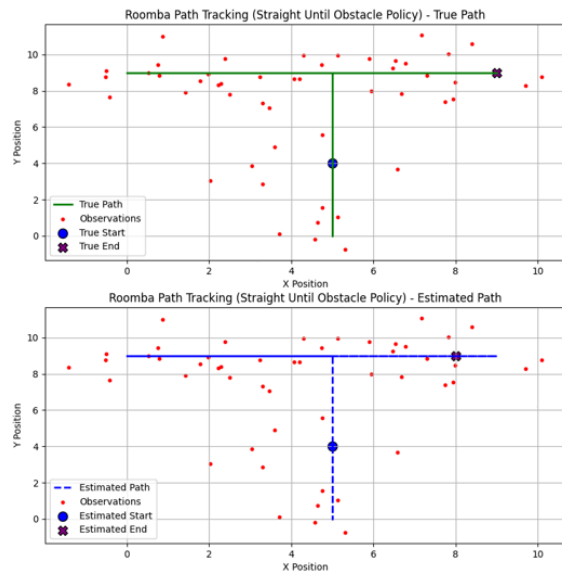 Roomba Path Tracking (Straight Until Obstacle Policy) - True Path
10
8
6
4
2
0
Y Position
True Path
Observations
True Start
True End
0 2 4 6 8 10
X Position
Roomba Path Tracking (Straight Until Obstacle Policy) - Estimated Path
10
8
6
4
2
0
Y Position
Estimated Path
Observations
Estimated Start
Estimated End
0 2 4 6 8 10
X Position